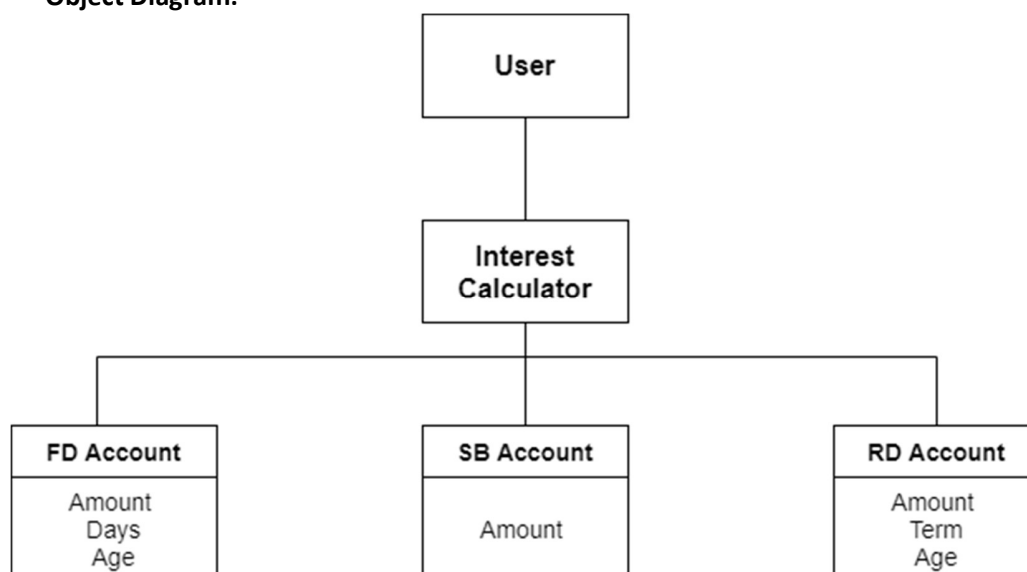 Object Diagram:
User
Interest
Calculator
FD Account
Amount
Days
Age
SB Account
Amount
RD Account
Amount
Term
Age